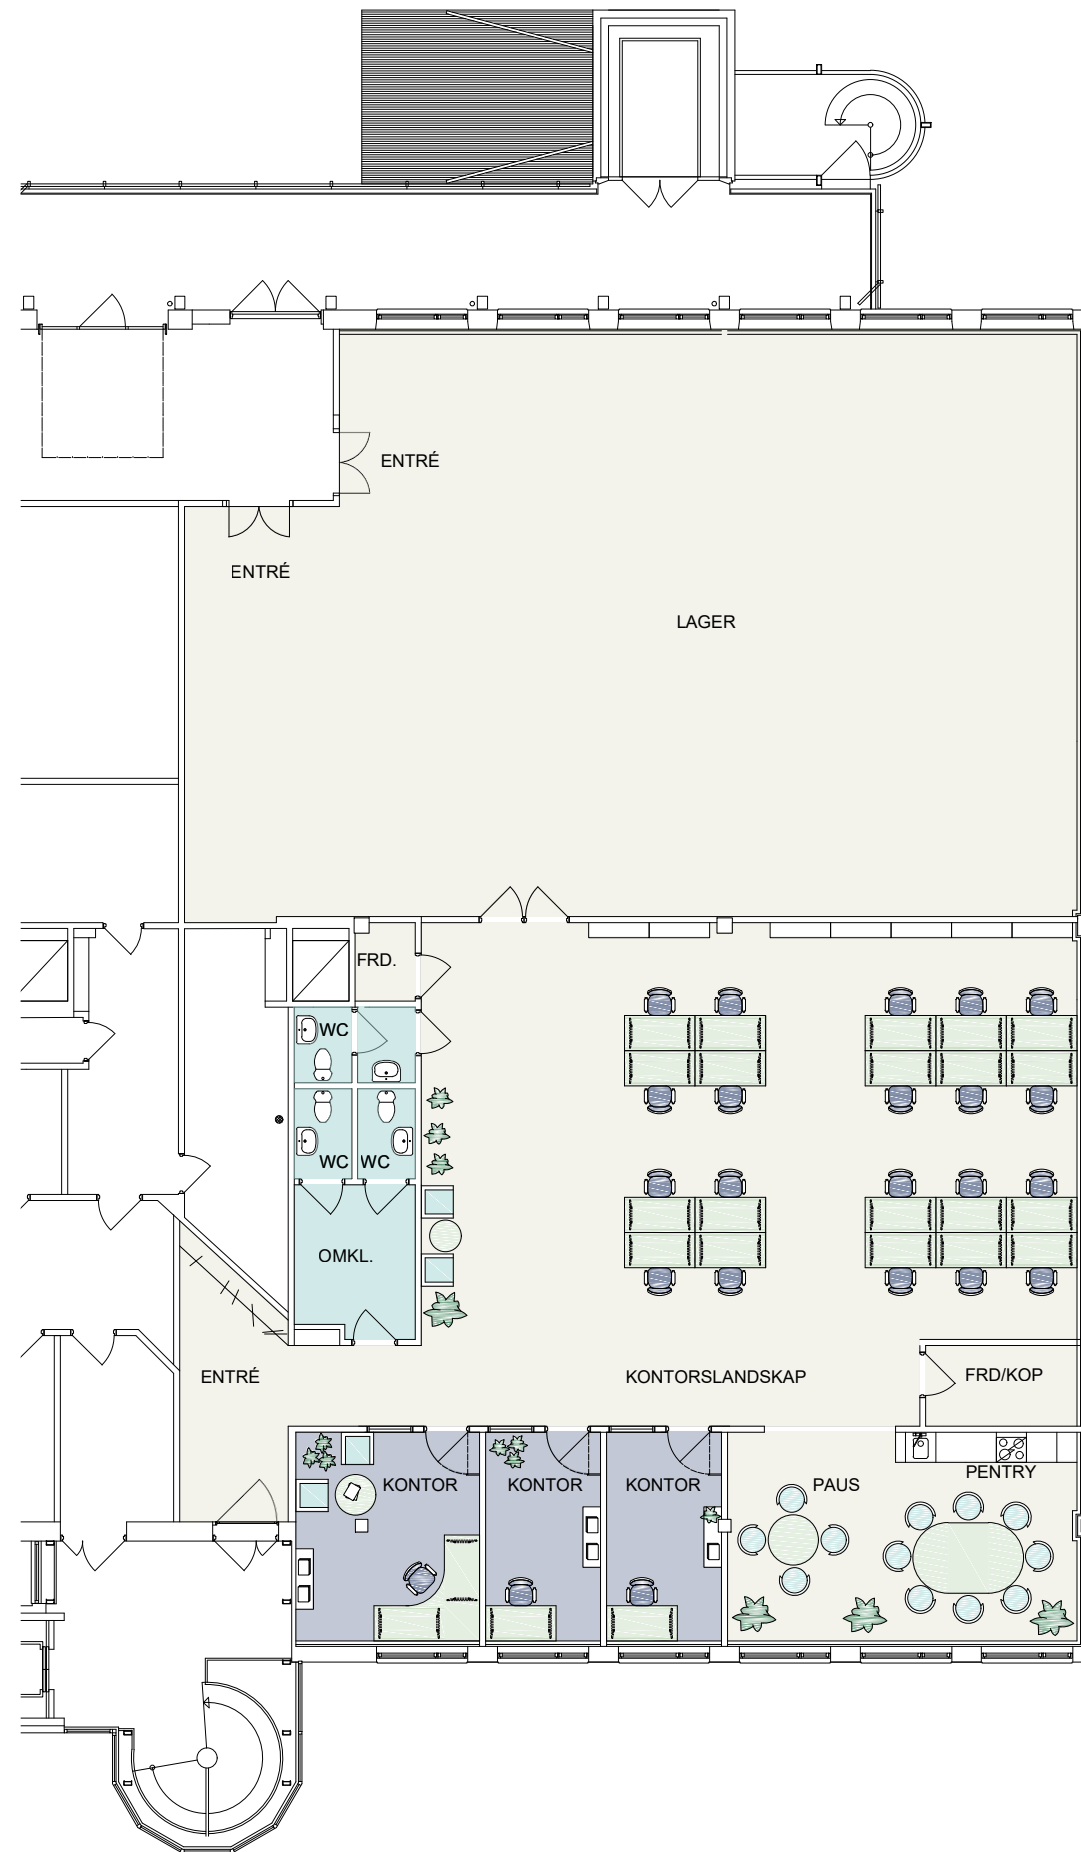 ENTRÉ
ENTRÉ
LAGER
FRD.
WC
WC
WC
OMKL.
ENTRÉ
KONTORSLANDSKAP
FRD/KOP
KONTOR
KONTOR
KONTOR
PAUS
PENTRY